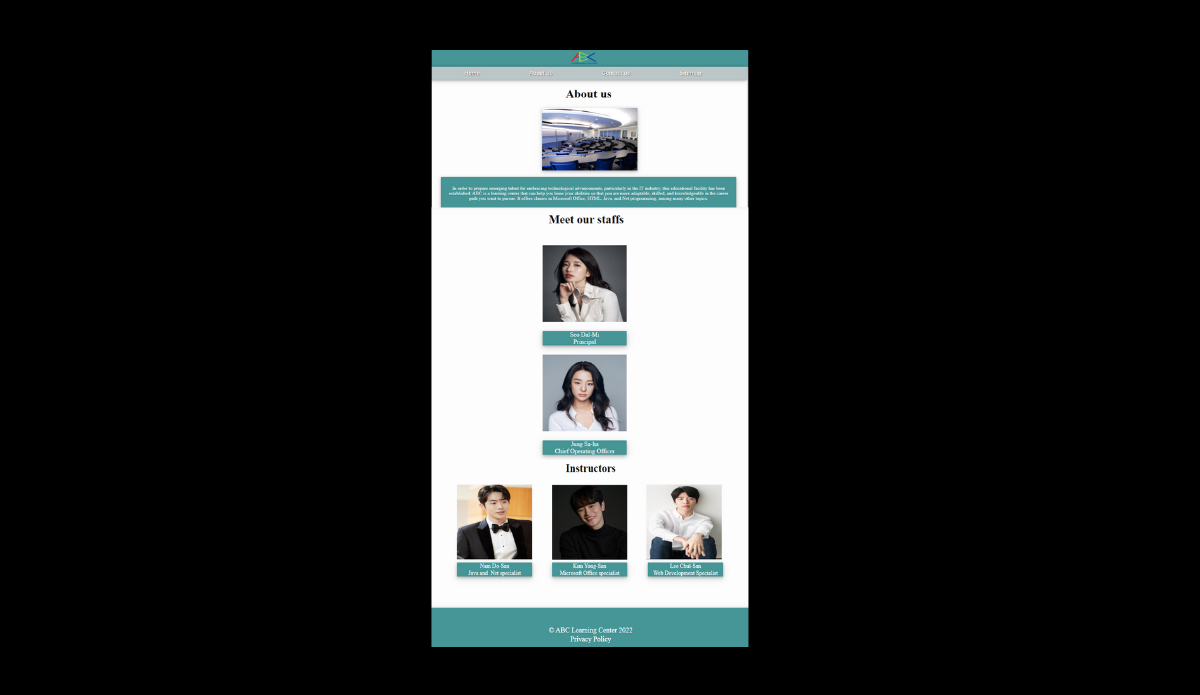 ABC
Home About us Contact us Sitemap
About us
In order to prepare emerging talent for embracing technological advancements, particularly in the IT industry, this educational facility has been
established. ABC is a learning center that can help you hone your abilities so that you are more adaptable, skilled, and knowledgeable in the career
path you want to pursue. It offers classes in Microsoft Office, HTML, Java, and Net programming, among many other topics.
Meet our staffs
Seo Dal-Mi
Principal
Jung Sa-ha
Chief Operating Officer
Instructors
Nam Do-San
Java and .Net specialist
Kim Yong-San
Microsoft Office specialist
Lee Chul-San
Web Development Specialist
© ABC Learning Center 2022
Privacy Policy